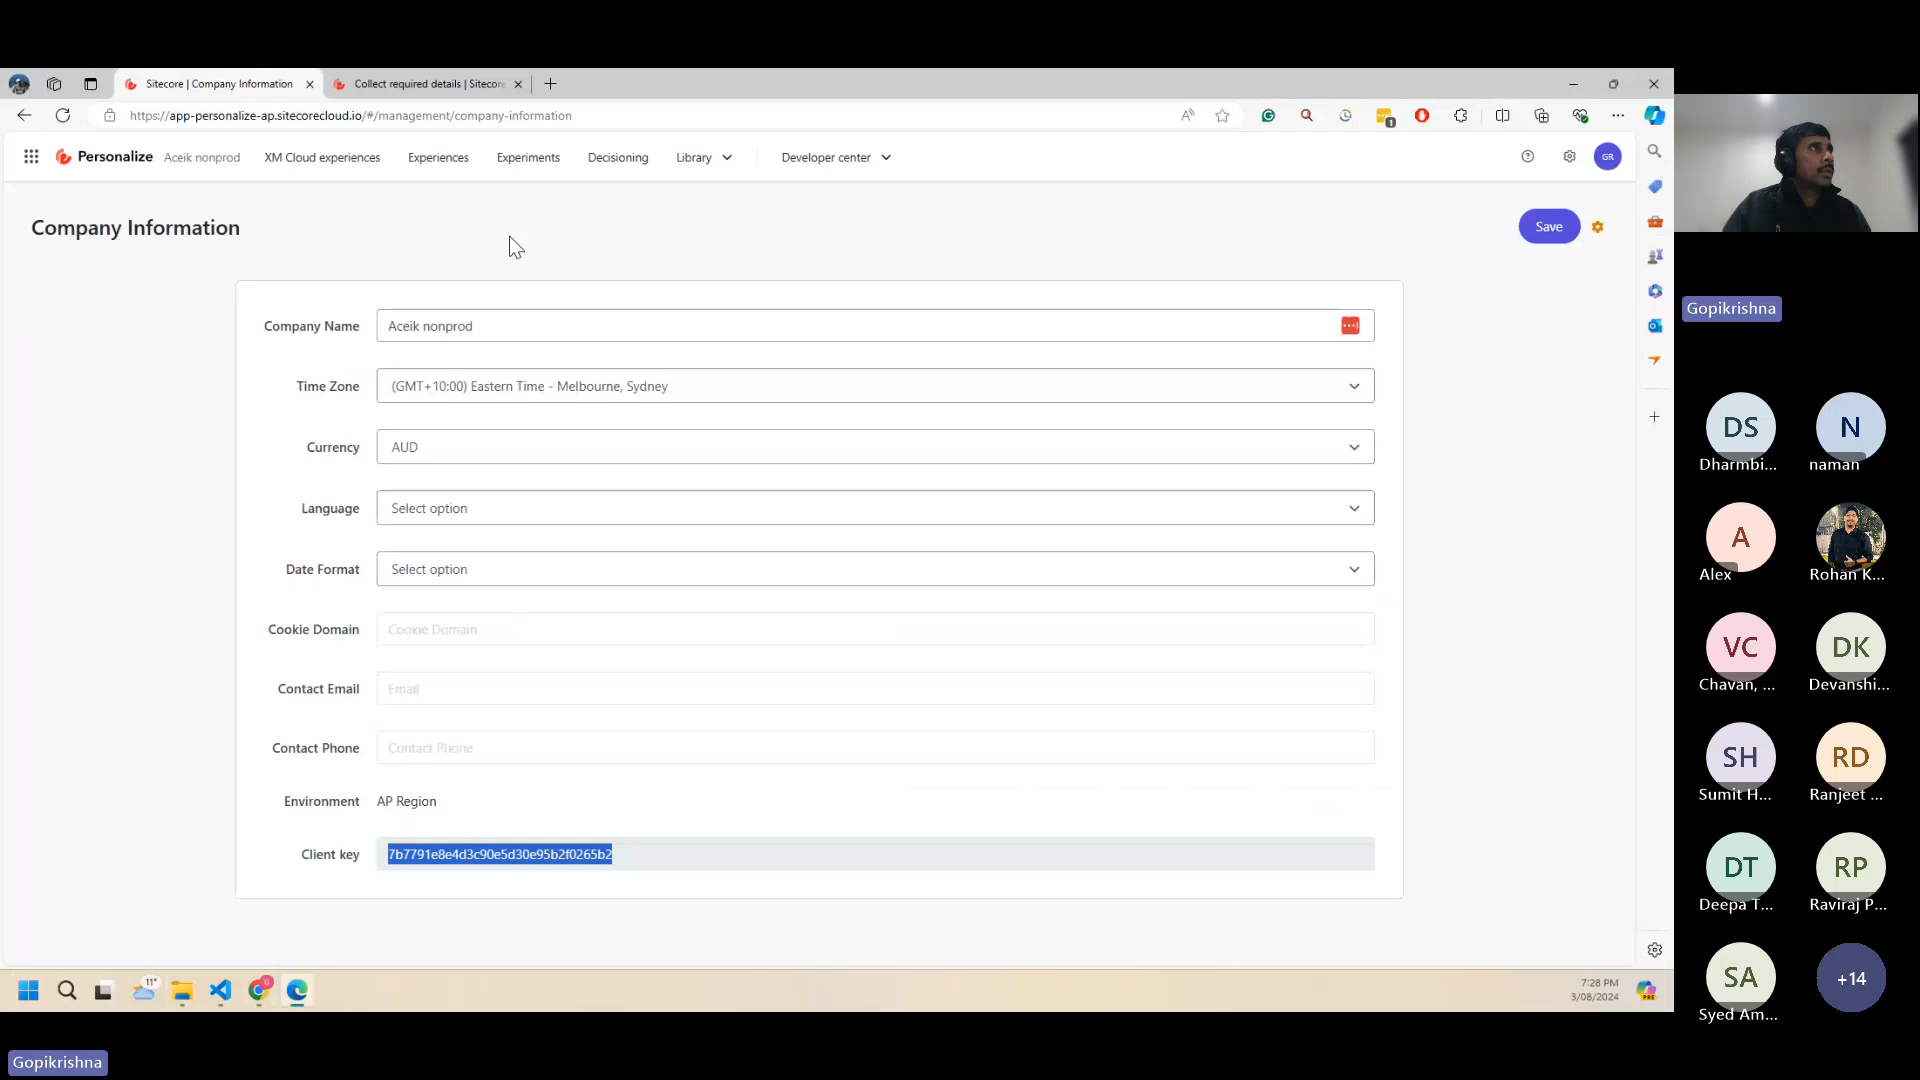 Sitecore | Company Information
Collect required details | Sitecore
https://app-personalize-ap.sitecorecloud.io/#/management/company-information
1
Personalize
Aceik nonprod
XM Cloud experiences
Experiences
Experiments
Decisioning
Library
Developer center
GR
Company Information
Save
Company Name
Aceik nonprod
Time Zone
(GMT+10:00) Eastern Time - Melbourne, Sydney
Currency
AUD
Language
Select option
Date Format
Select option
Cookie Domain
Cookie Domain
Contact Email
Email
Contact Phone
Contact Phone
Environment
AP Region
Client key
7b7791e8e4d3c90e5d30e95b2f0265b2
11°
0
7:28 PM
3/08/2024
PRE
Gopikrishna
DS
Dharmbi...
N
naman
A
Alex
Rohan K...
VC
Chavan, ...
DK
Devanshi...
SH
Sumit H...
RD
Ranjeet ...
DT
Deepa T...
RP
Raviraj P...
SA
Syed Am...
+14
Gopikrishna